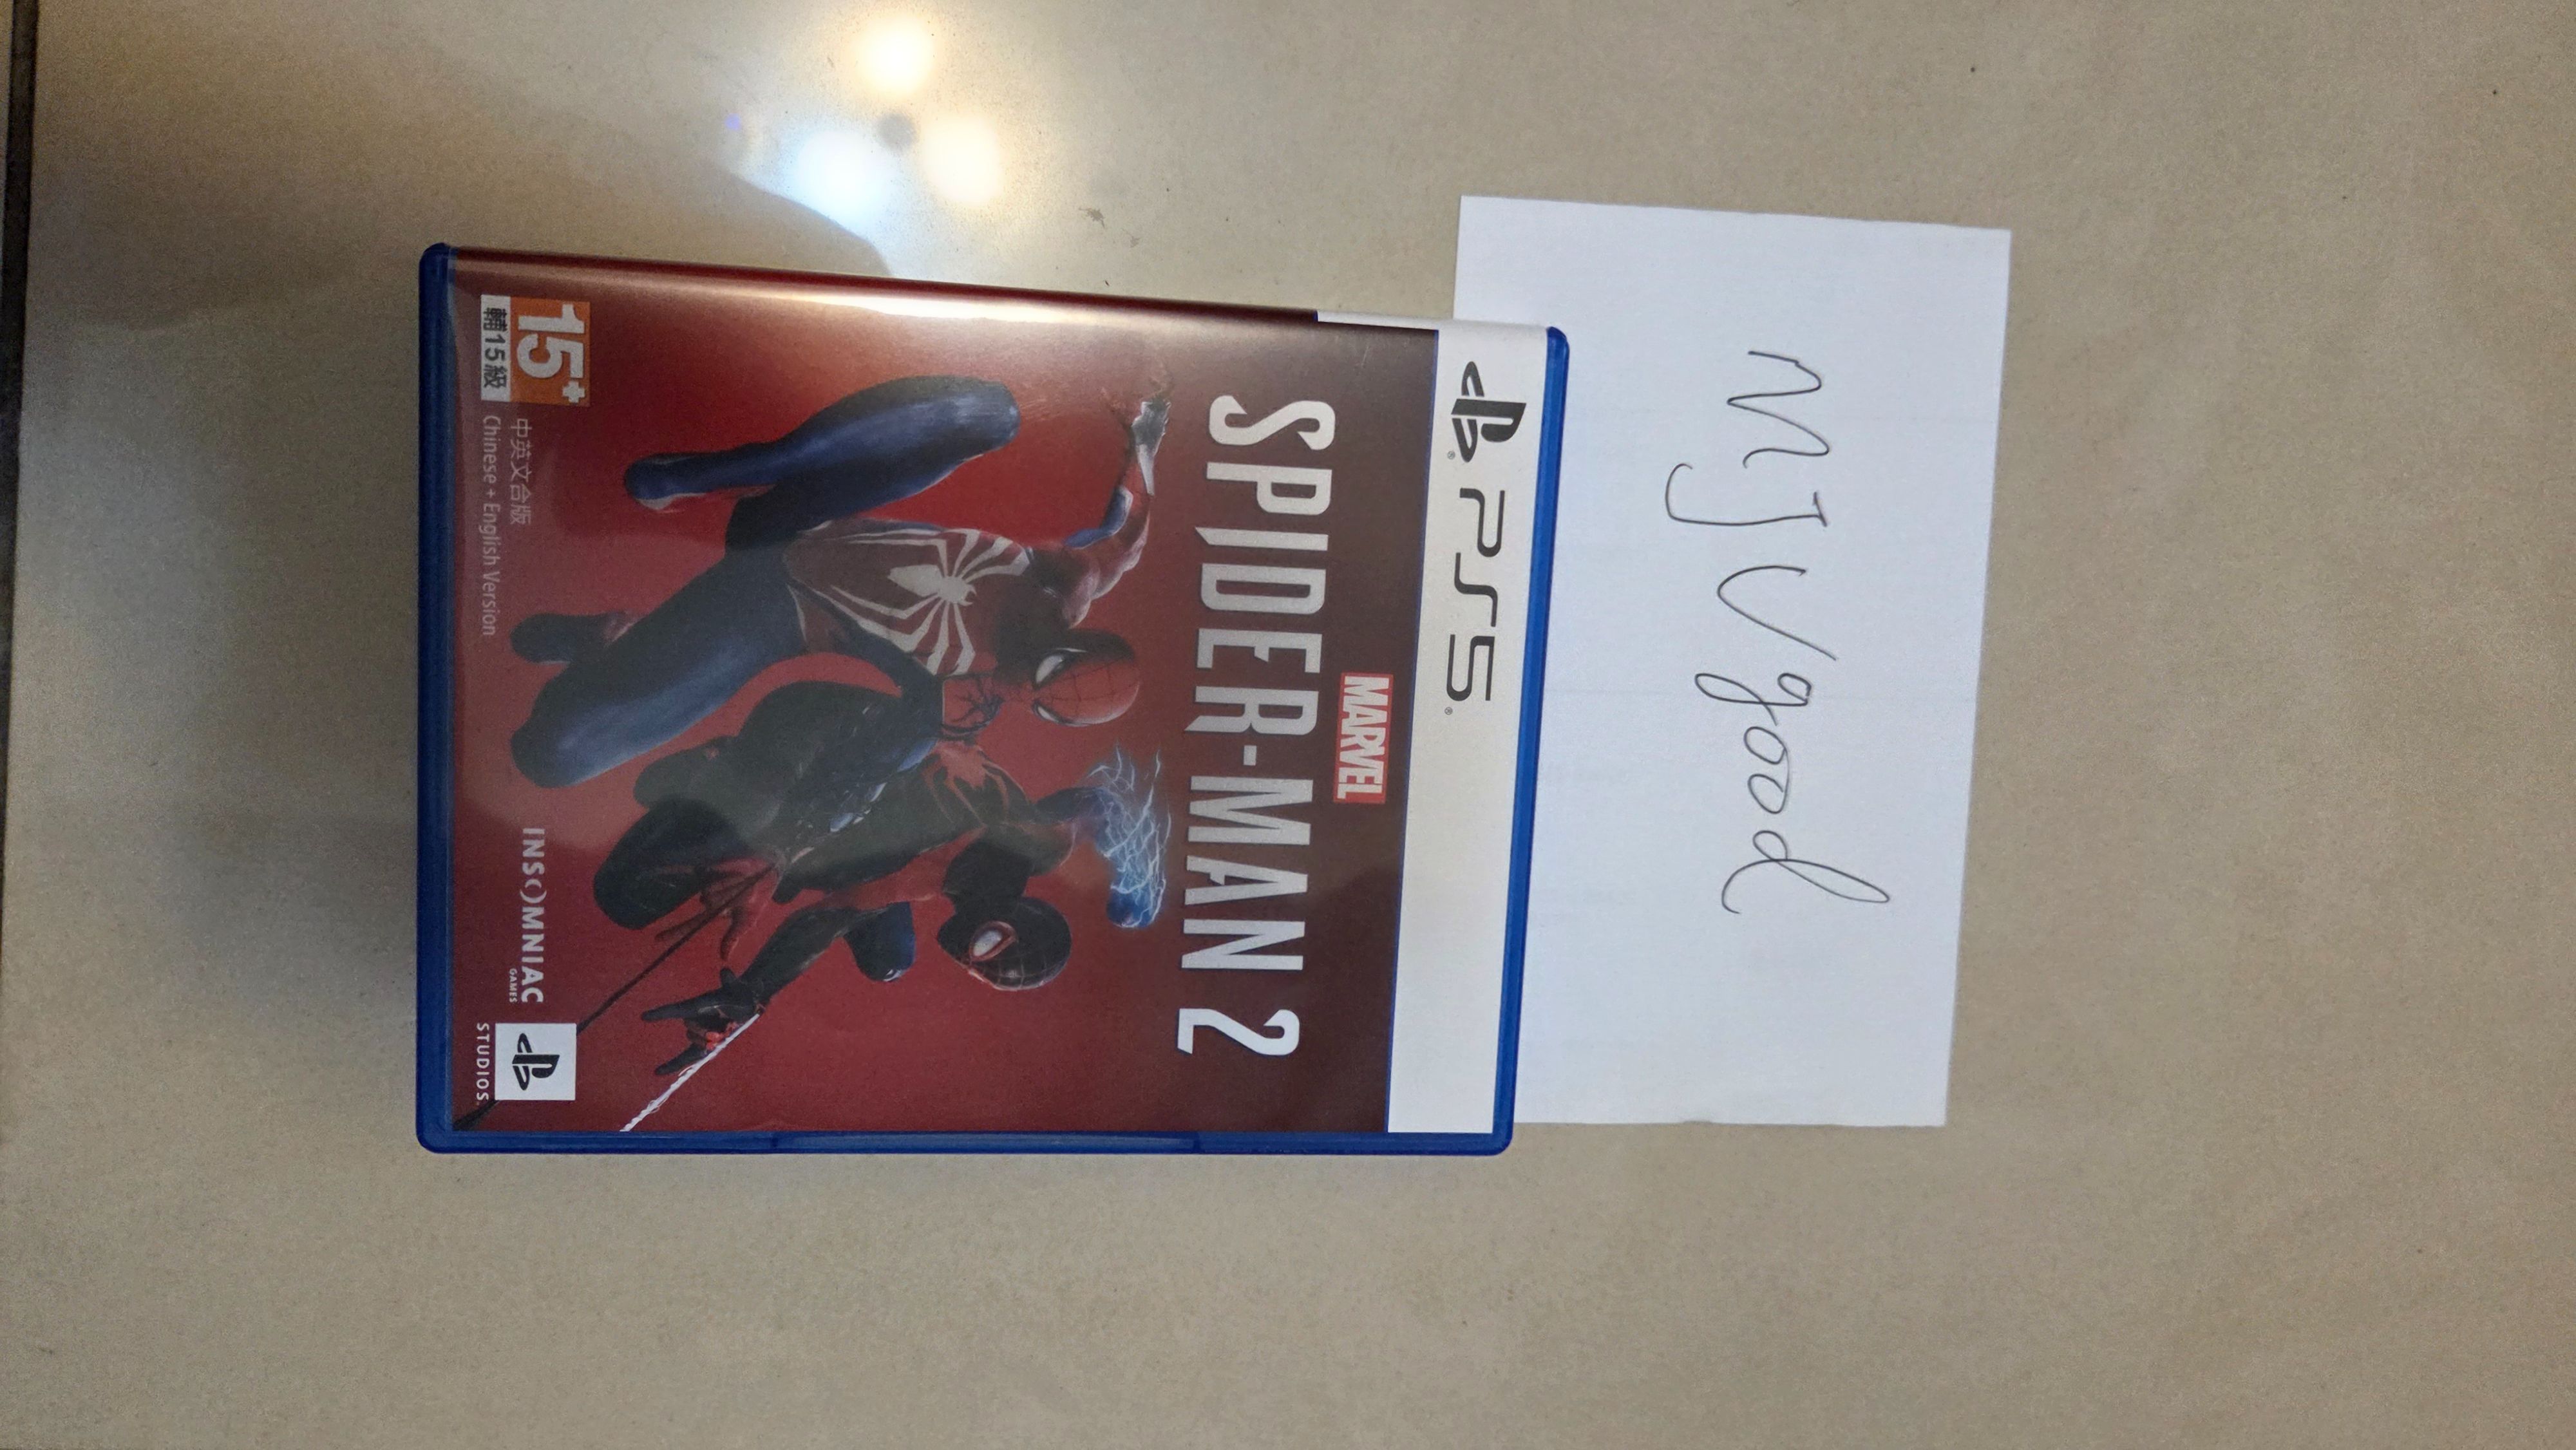 MJ Vgood
PS5
MARVEL
SPIDER-MAN 2
15+
輔15級
中英文合版
Chinese + English Version
INSOMNIAC
GAMES
STUDIOS